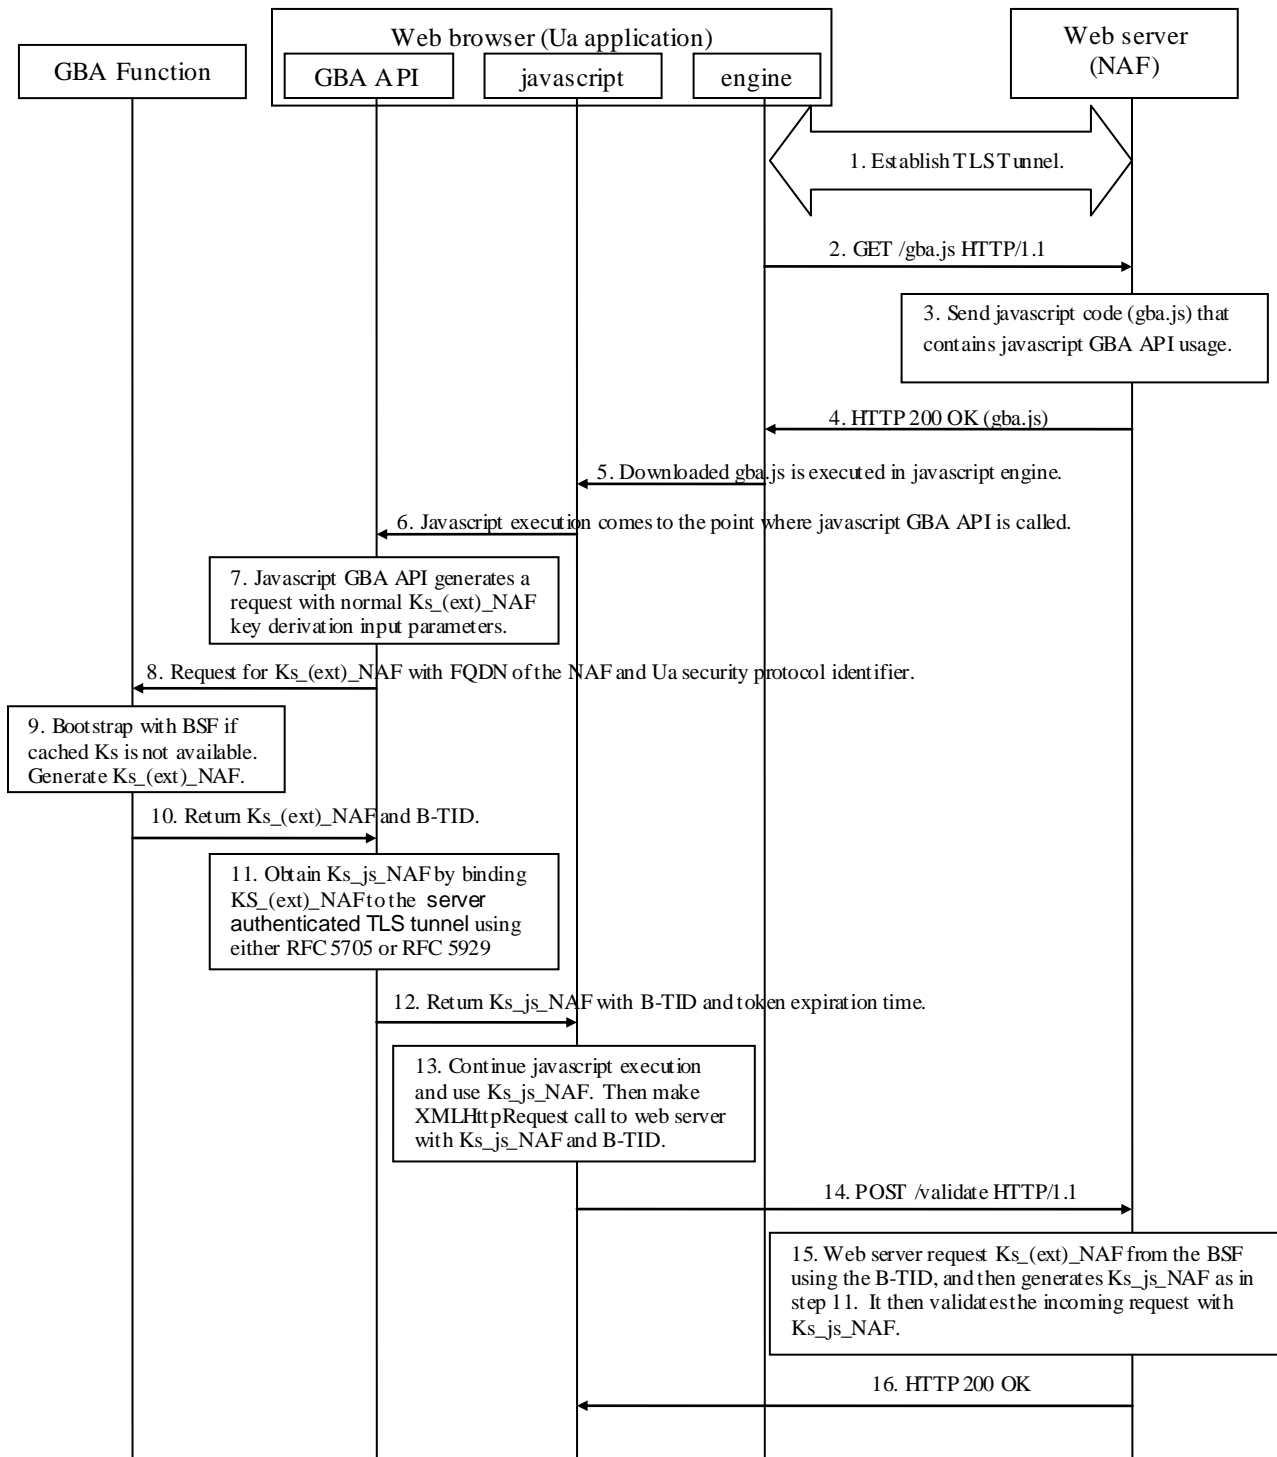 Web browser (Ua application)
Web server
(NAF)
GBA Function
GBA API
javascript
engine
1. Establish TLS Tunnel.
2. GET /gba.js HTTP/1.1
3. Send javascript code (gba.js) that
contains javascript GBA API usage.
4. HTTP 200 OK (gba.js)
5. Downloaded gba.js is executed in javascript engine.
6. Javascript execution comes to the point where javascript GBA API is called.
7. Javascript GBA API generates a
request with normal Ks_(ext)_NAF
key derivation input parameters.
8. Request for Ks_(ext)_NAF with FQDN of the NAF and Ua security protocol identifier.
9. Bootstrap with BSF if
cached Ks is not available.
Generate Ks_(ext)_NAF.
10. Return Ks_(ext)_NAF and B-TID.
11. Obtain Ks_js_NAF by binding
KS_(ext)_NAF to the server
authenticated TLS tunnel using
either RFC 5705 or RFC 5929
12. Return Ks_js_NAF with B-TID and token expiration time.
13. Continue javascript execution
and use Ks_js_NAF. Then make
XMLHttpRequest call to web server
with Ks_js_NAF and B-TID.
14. POST /validate HTTP/1.1
15. Web server request Ks_(ext)_NAF from the BSF
using the B-TID, and then generates Ks_js_NAF as in
step 11. It then validates the incoming request with
Ks_js_NAF.
16. HTTP 200 OK